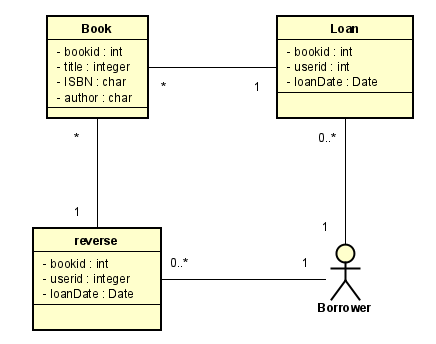 Book
- bookid : int
- title : integer
- ISBN : char
- author : char
Loan
- bookid : int
- userid : int
- loanDate : Date
*
1
*
0..*
1
1
reverse
- bookid : int
- userid : integer
- loanDate : Date
0..*
1
Borrower